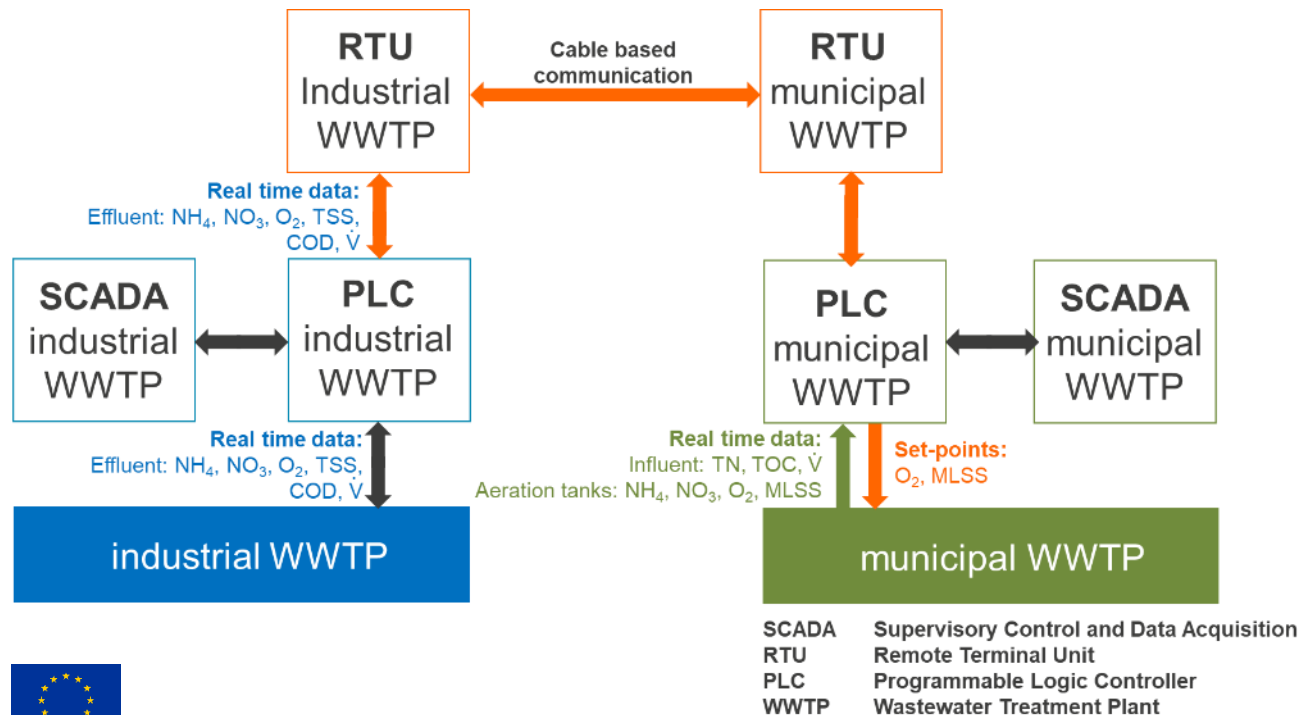 RTU
Industrial
WWTP
Cable based
communication
RTU
municipal
WWTP
Real time data:
Effluent: NH₄, NO₃, O₂, TSS,
COD, V̇
SCADA
industrial
WWTP
PLC
industrial
WWTP
PLC
municipal
WWTP
SCADA
municipal
WWTP
Real time data:
Effluent: NH₄, NO₃, O₂, TSS,
COD, V̇
Real time data:
Influent: TN, TOC, V̇
Aeration tanks: NH₄, NO₃, O₂, MLSS
Set-points:
O₂, MLSS
industrial WWTP
municipal WWTP
SCADA Supervisory Control and Data Acquisition
RTU Remote Terminal Unit
PLC Programmable Logic Controller
WWTP Wastewater Treatment Plant